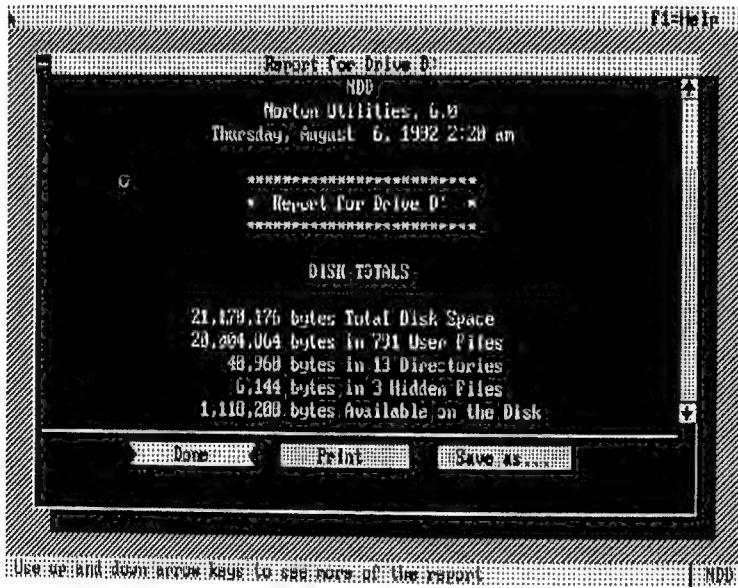 F1=Help
Report for Drive D:
NDD
Norton Utilities, 6.0
Thursday, August 6, 1992 2:20 am
*************************
* Report for Drive D: *
*************************
DISK TOTALS
21,170,176 bytes Total Disk Space
20,004,864 bytes in 791 User Files
40,960 bytes in 13 Directories
6,144 bytes in 3 Hidden Files
1,118,208 bytes Available on the Disk
Done Print Save as...
Use up and down arrow keys to see more of the report NDD